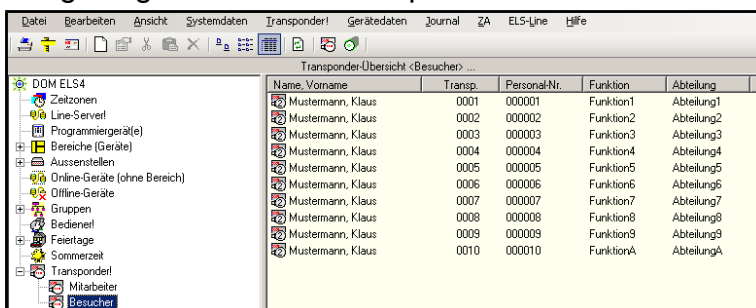 Datei Bearbeiten Ansicht Systemdaten Transponder! Gerätedaten Journal ZA ELS-Line Hilfe
Transponder-Übersicht <Besucher> ...
DOM ELS4
Zeitzonen
Line-Server!
Programmiergerät(e)
Bereiche (Geräte)
Aussenstellen
Online-Geräte (ohne Bereich)
Offline-Geräte
Gruppen
Bediener!
Feiertage
Sommerzeit
Transponder!
Mitarbeiter
Besucher
Name, Vorname Transp. Personal-Nr. Funktion Abteilung
Mustermann, Klaus 0001 000001 Funktion1 Abteilung1
Mustermann, Klaus 0002 000002 Funktion2 Abteilung2
Mustermann, Klaus 0003 000003 Funktion3 Abteilung3
Mustermann, Klaus 0004 000004 Funktion4 Abteilung4
Mustermann, Klaus 0005 000005 Funktion5 Abteilung5
Mustermann, Klaus 0006 000006 Funktion6 Abteilung6
Mustermann, Klaus 0007 000007 Funktion7 Abteilung7
Mustermann, Klaus 0008 000008 Funktion8 Abteilung8
Mustermann, Klaus 0009 000009 Funktion9 Abteilung9
Mustermann, Klaus 0010 000010 FunktionA AbteilungA